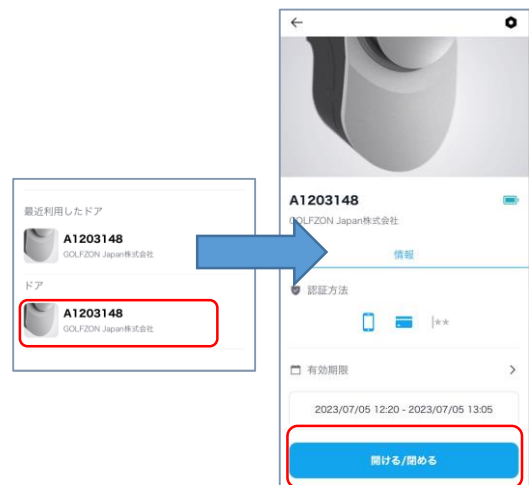 最近利用したドア
A1203148
GOLFZON Japan株式会社
ドア
A1203148
GOLFZON Japan株式会社
A1203148
GOLFZON Japan株式会社
情報
認証方法
|**
有効期限
2023/07/05 12:20 - 2023/07/05 13:05
開ける/閉める